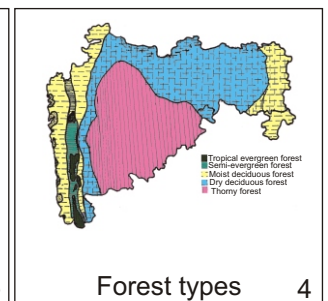 Tropical evergreen forest
Semi-evergreen forest
Moist deciduous forest
Dry deciduous forest
Thorny forest
Forest types 4